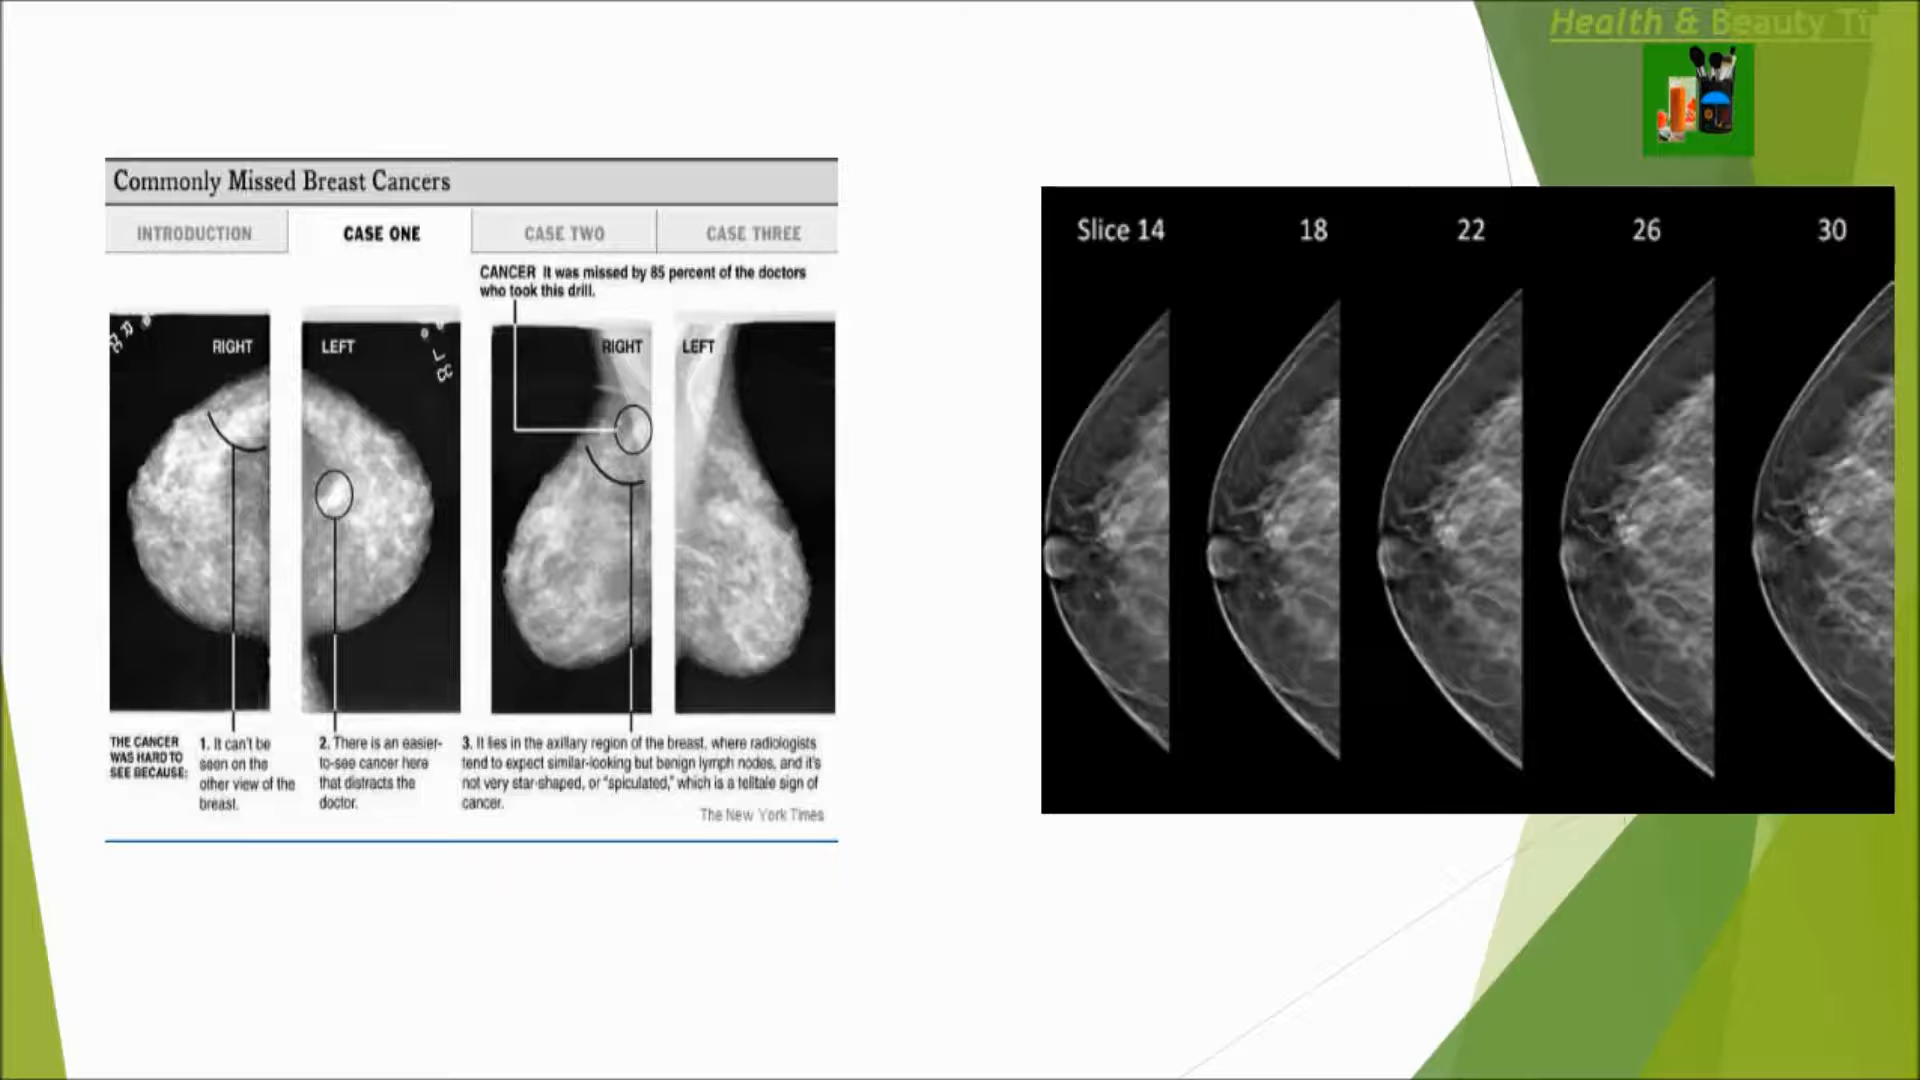 Health & Beauty Ti
Commonly Missed Breast Cancers
INTRODUCTION
CASE ONE
CASE TWO
CASE THREE
CANCER It was missed by 85 percent of the doctors
who took this drill.
RIGHT
LEFT
RIGHT
LEFT
THE CANCER
WAS HARD TO
SEE BECAUSE:
1. It can't be
seen on the
other view of the
breast.
2. There is an easier-
to-see cancer here
that distracts the
doctor.
3. It lies in the axillary region of the breast, where radiologists
tend to expect similar-looking but benign lymph nodes, and it's
not very star-shaped, or "spiculated," which is a telltale sign of
cancer.
The New York Times
Slice 14 18 22 26 30